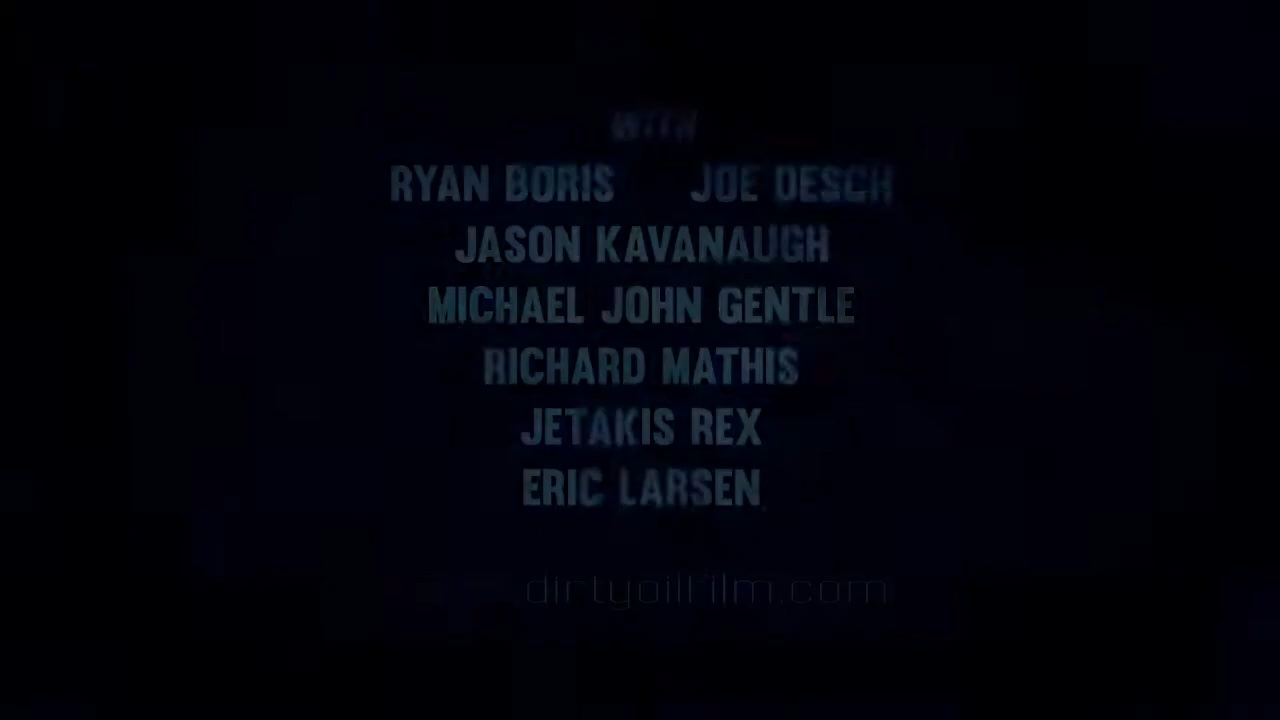 WITH
RYAN BORIS JOE DESCH
JASON KAVANAUGH
MICHAEL JOHN GENTLE
RICHARD MATHIS
JETAKIS REX
ERIC LARSEN
dirtyoilfilm.com